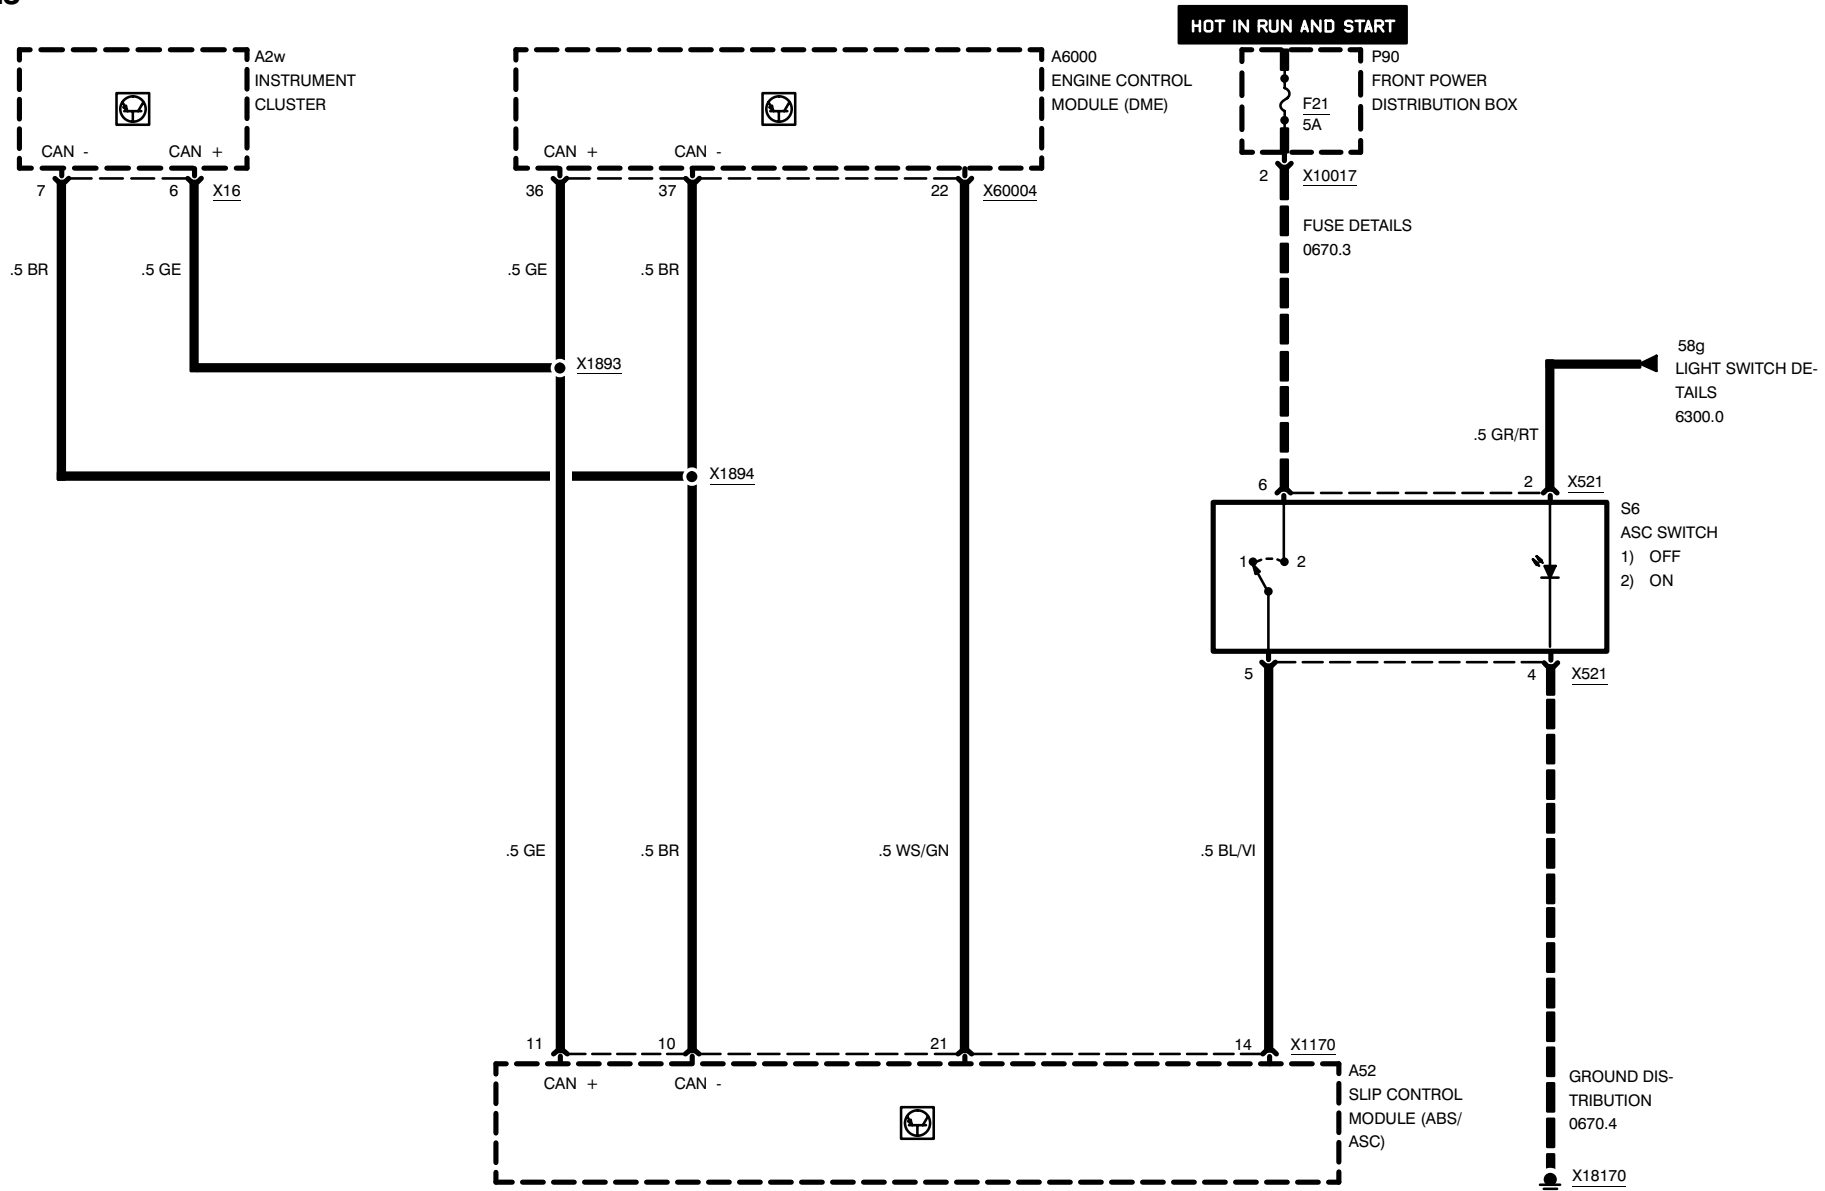 HOT IN RUN AND START
A2w
INSTRUMENT
CLUSTER
CAN -
CAN +
7
6
X16
A6000
ENGINE CONTROL
MODULE (DME)
CAN +
CAN -
36
37
22
X60004
P90
FRONT POWER
DISTRIBUTION BOX
F21
5A
2
X10017
FUSE DETAILS
0670.3
.5 BR
.5 GE
.5 GE
.5 BR
X1893
X1894
58g
LIGHT SWITCH DE-
TAILS
6300.0
.5 GR/RT
6
2
X521
S6
ASC SWITCH
1) OFF
2) ON
1
2
5
4
X521
.5 GE
.5 BR
.5 WS/GN
.5 BL/VI
11
10
21
14
X1170
CAN +
CAN -
A52
SLIP CONTROL
MODULE (ABS/
ASC)
GROUND DIS-
TRIBUTION
0670.4
X18170